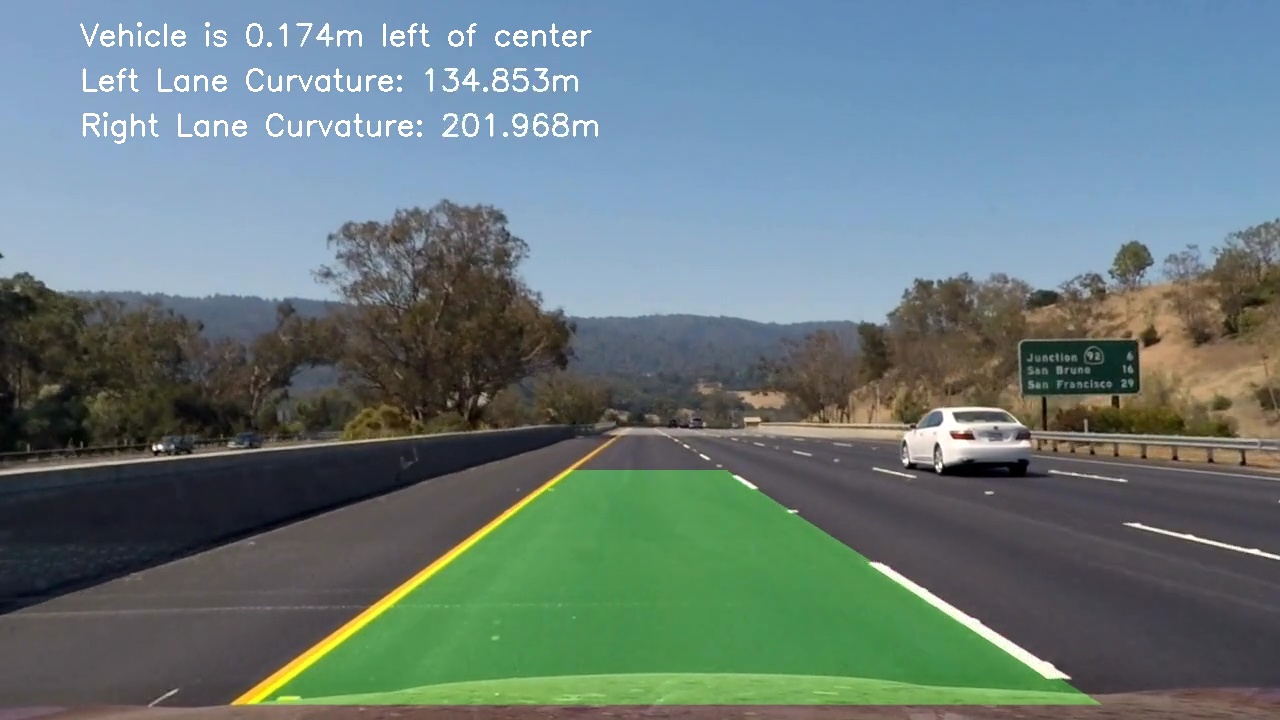 Vehicle is 0.174m left of center
Left Lane Curvature: 134.853m
Right Lane Curvature: 201.968m
Junction 92 6
San Bruno 16
San Francisco 29